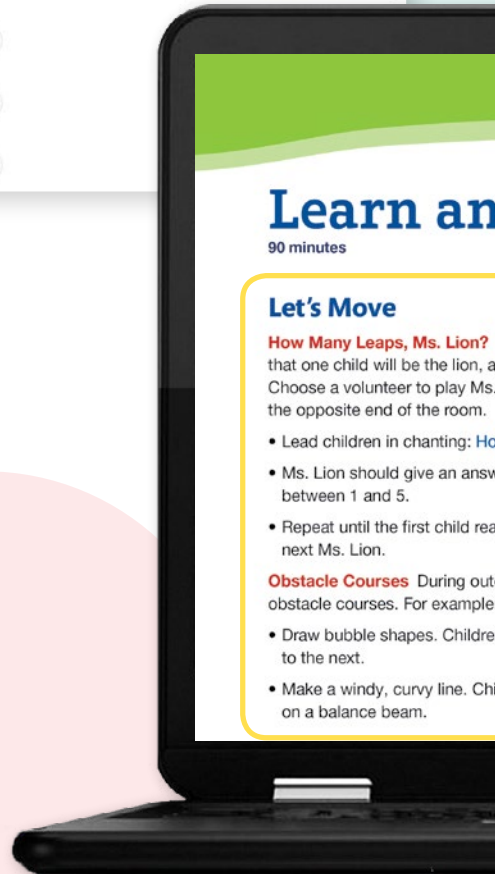 Learn an
90 minutes
Let's Move
How Many Leaps, Ms. Lion?
that one child will be the lion, a
Choose a volunteer to play Ms.
the opposite end of the room.
• Lead children in chanting: Ho
• Ms. Lion should give an answ
between 1 and 5.
• Repeat until the first child rea
next Ms. Lion.
Obstacle Courses During out
obstacle courses. For example
• Draw bubble shapes. Childre
to the next.
• Make a windy, curvy line. Chi
on a balance beam.